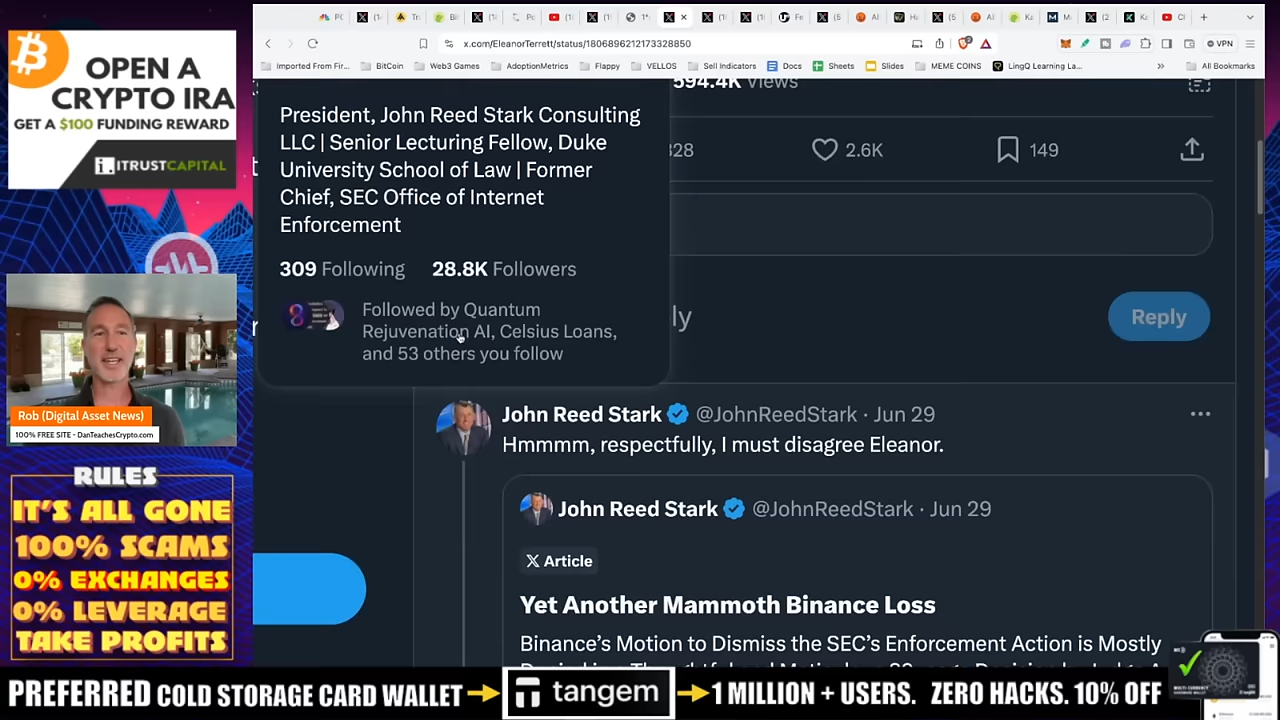 OPEN A
CRYPTO IRA
GET A $100 FUNDING REWARD
ITRUSTCAPITAL
Rob (Digital Asset News)
100% FREE SITE - DanTeachesCrypto.com
RULES
IT'S ALL GONE
100% SCAMS
0% EXCHANGES
0% LEVERAGE
TAKE PROFITS
x.com/EleanorTerrett/status/1806896212173328850
VPN
Imported From Fir...
BitCoin
Web3 Games
AdoptionMetrics
Flappy
VELLOS
Sell Indicators
Docs
Sheets
Slides
MEME COINS
LingQ Learning La...
All Bookmarks
594.4K Views
President, John Reed Stark Consulting
LLC | Senior Lecturing Fellow, Duke
University School of Law | Former
Chief, SEC Office of Internet
Enforcement
309 Following 28.8K Followers
Followed by Quantum
Rejuvenation AI, Celsius Loans,
and 53 others you follow
328 2.6K 149
Reply
John Reed Stark @JohnReedStark · Jun 29
Hmmmm, respectfully, I must disagree Eleanor.
John Reed Stark @JohnReedStark · Jun 29
X Article
Yet Another Mammoth Binance Loss
Binance's Motion to Dismiss the SEC's Enforcement Action is Mostly
PREFERRED COLD STORAGE CARD WALLET tangem 1 MILLION + USERS. ZERO HACKS. 10% OFF